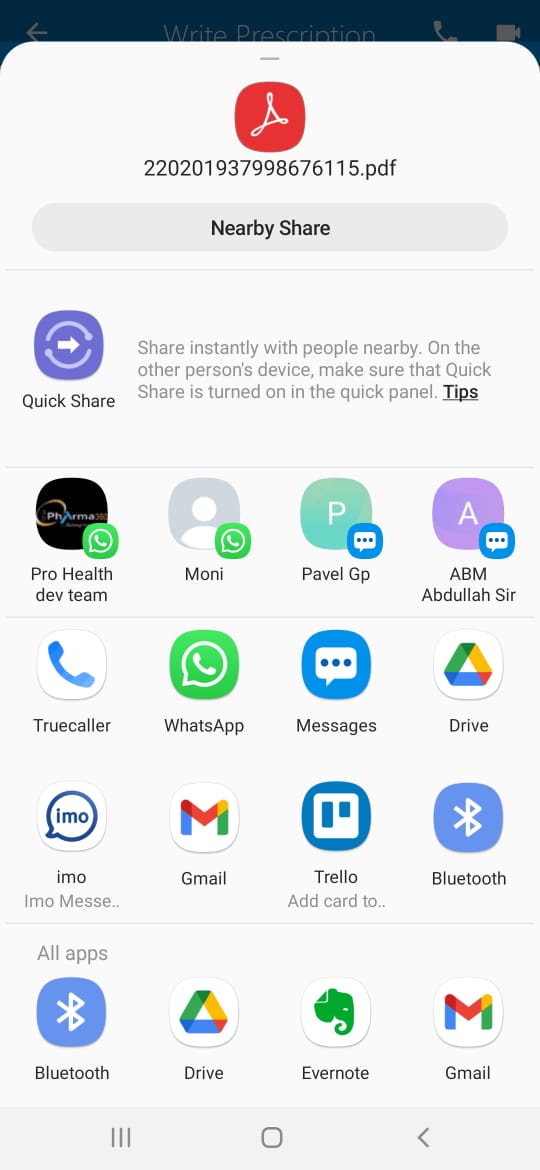 Write Prescription
220201937998676115.pdf
Nearby Share
Share instantly with people nearby. On the
other person's device, make sure that Quick
Share is turned on in the quick panel. Tips
Quick Share
PhArma360
Pro Health
dev team
Moni
P
Pavel Gp
A
ABM
Abdullah Sir
Truecaller
WhatsApp
Messages
Drive
imo
imo
Imo Messe..
Gmail
Trello
Add card to..
Bluetooth
All apps
Bluetooth
Drive
Evernote
Gmail